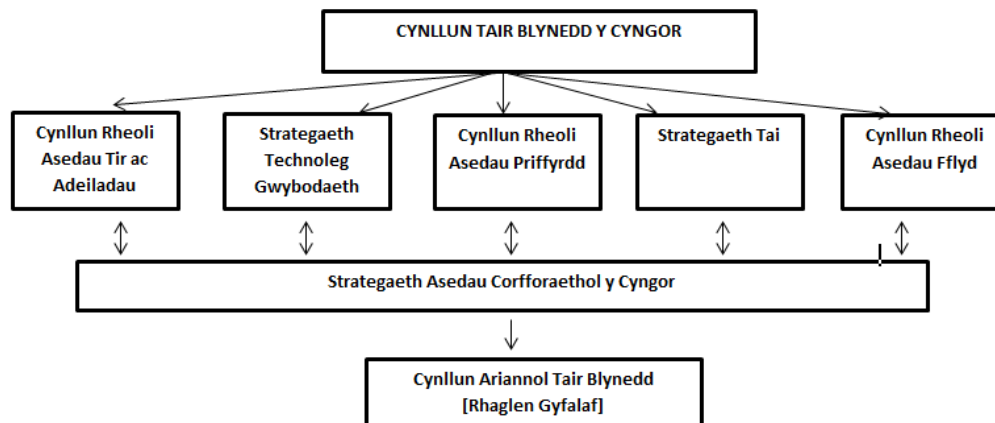 CYNLLUN TAIR BLYNEDD Y CYNGOR
Cynllun Rheoli
Asedau Tir ac
Adeiladau
Strategaeth
Technoleg
Gwybodaeth
Cynllun Rheoli
Asedau Priffyrdd
Strategaeth Tai
Cynllun Rheoli
Asedau Fflyd
Strategaeth Asedau Corfforaethol y Cyngor
Cynllun Ariannol Tair Blynedd
[Rhaglen Gyfalaf]